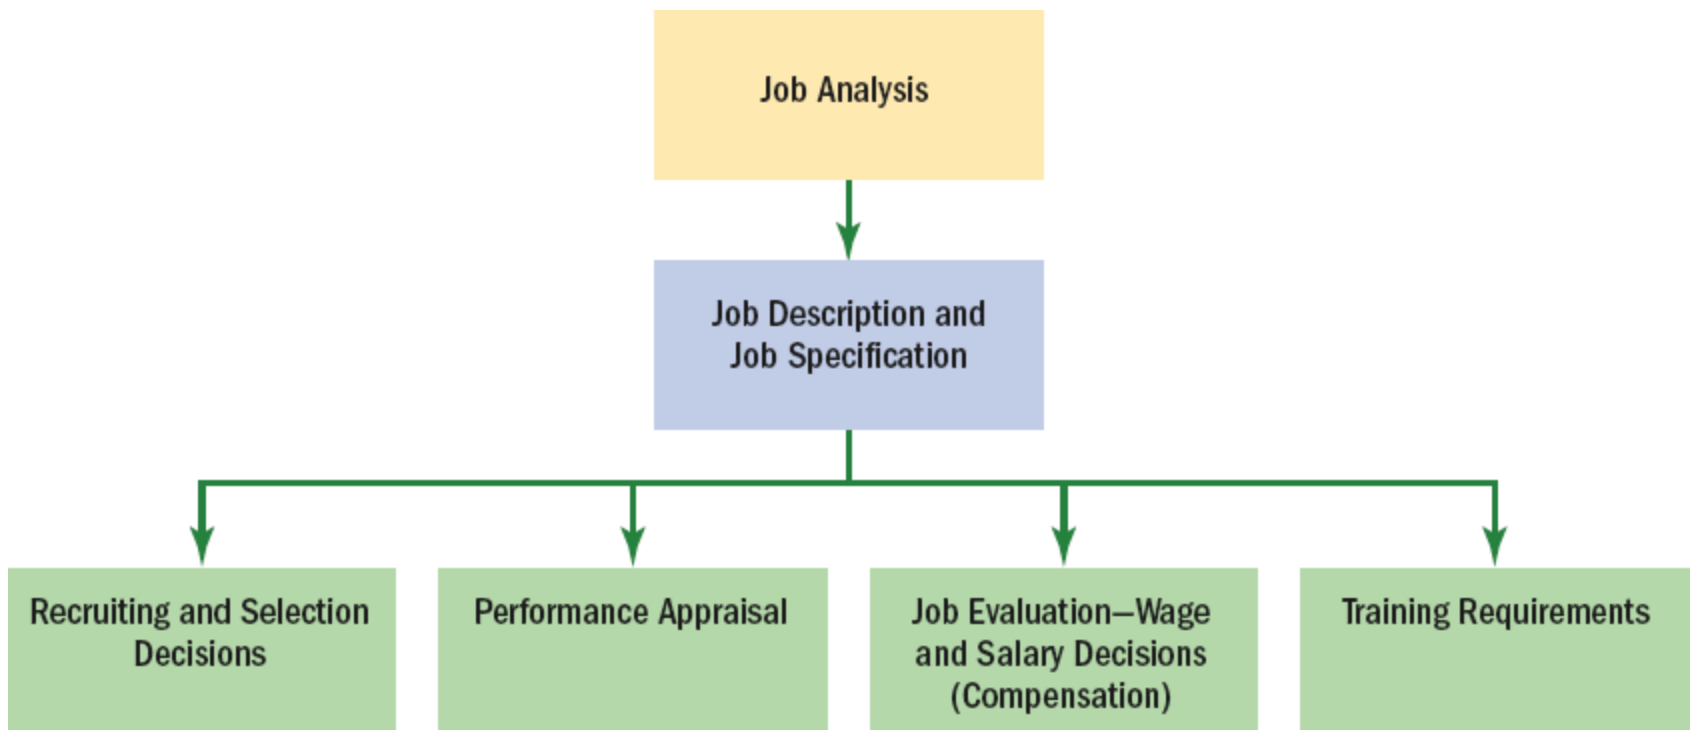 Job Analysis
Job Description and
Job Specification
Recruiting and Selection
Decisions
Performance Appraisal
Job Evaluation—Wage
and Salary Decisions
(Compensation)
Training Requirements